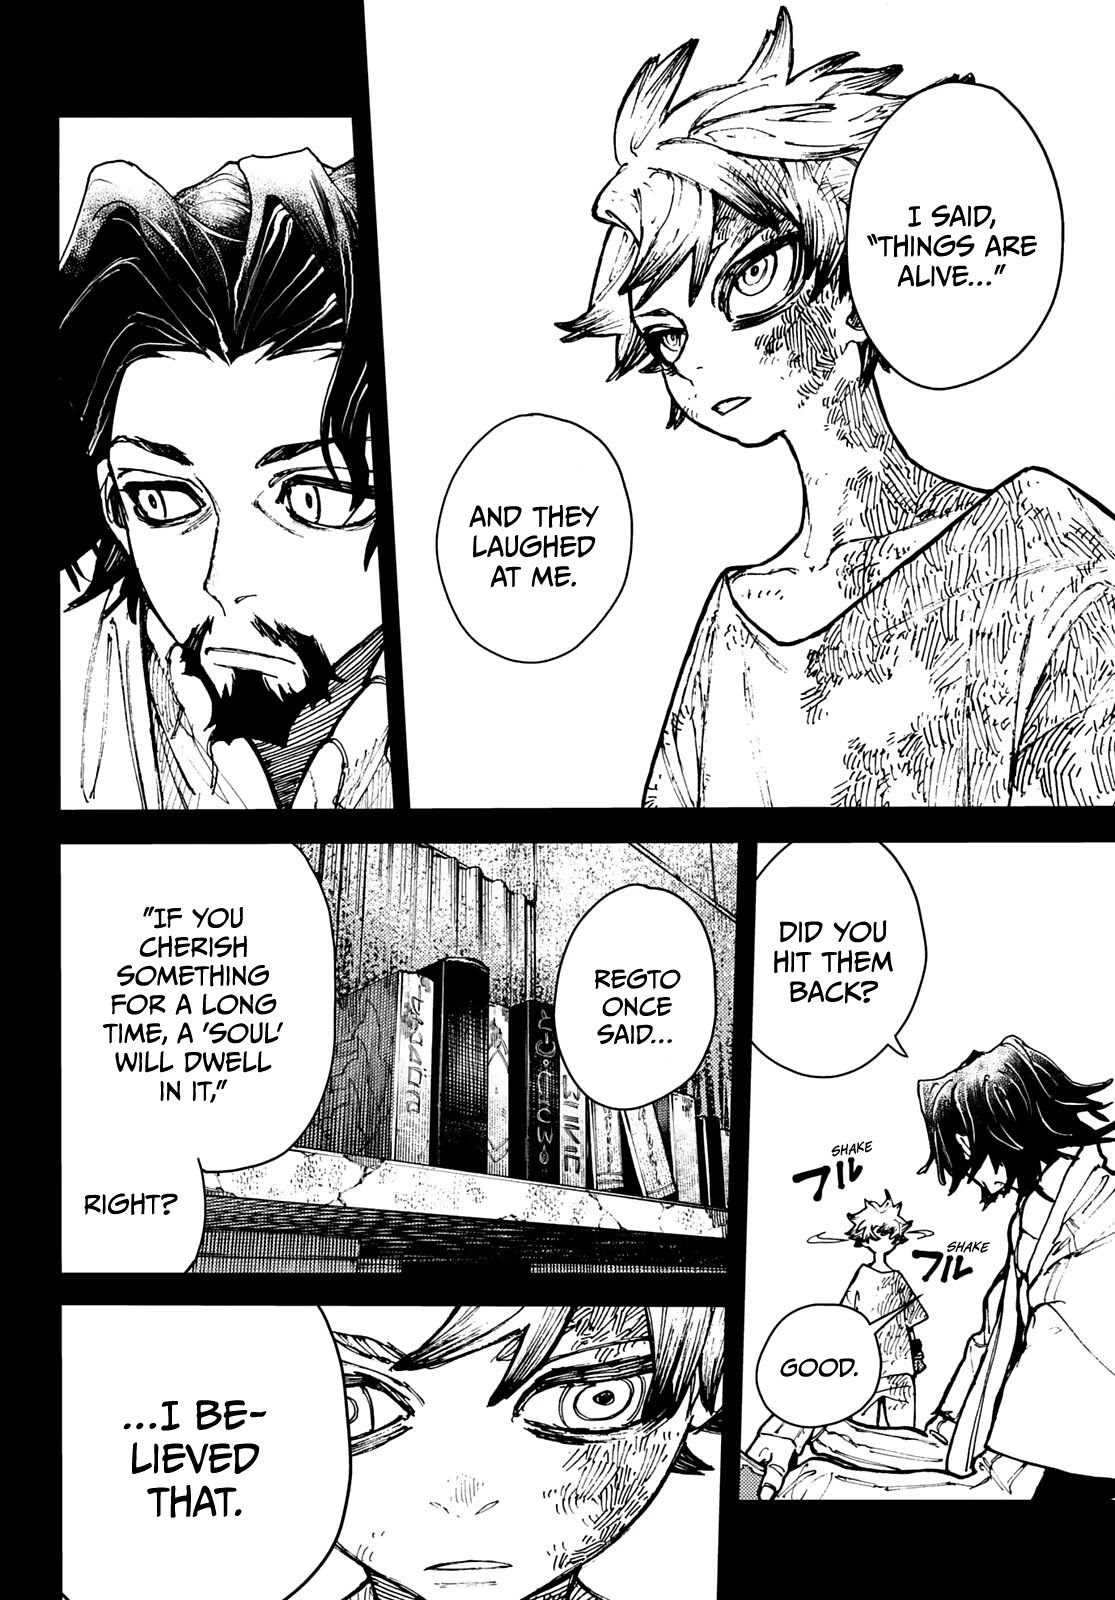 I SAID,
"THINGS ARE
ALIVE..."
AND THEY
LAUGHED
AT ME.
DID YOU
HIT THEM
BACK?
SHAKE
フル
SHAKE
フル
GOOD.
REGTO
ONCE
SAID...
"IF YOU
CHERISH
SOMETHING
FOR A LONG
TIME, A 'SOUL'
WILL DWELL
IN IT,"
RIGHT?
...I BE-
LIEVED
THAT.